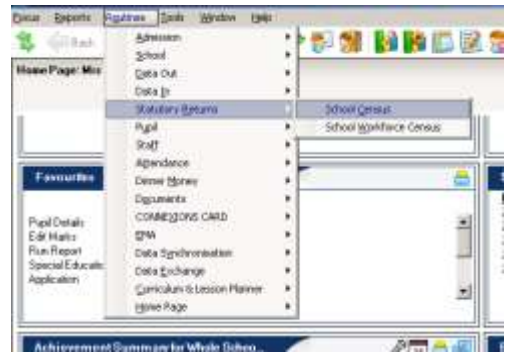 Focus Reports Routines Tools Window Help
Back
Home Page: Mrs
Admission
School
Data Out
Data In
Statutory Returns
Pupil
Staff
Attendance
Dinner Money
Documents
CONNEXIONS CARD
EMA
Data Synchronisation
Data Exchange
Curriculum & Lesson Planner
Home Page
School Census
School Workforce Census
Favourites
Pupil Details
Edit Marks
Run Report
Special Educatio
Application
Achievement Summary for Whole Schoo...